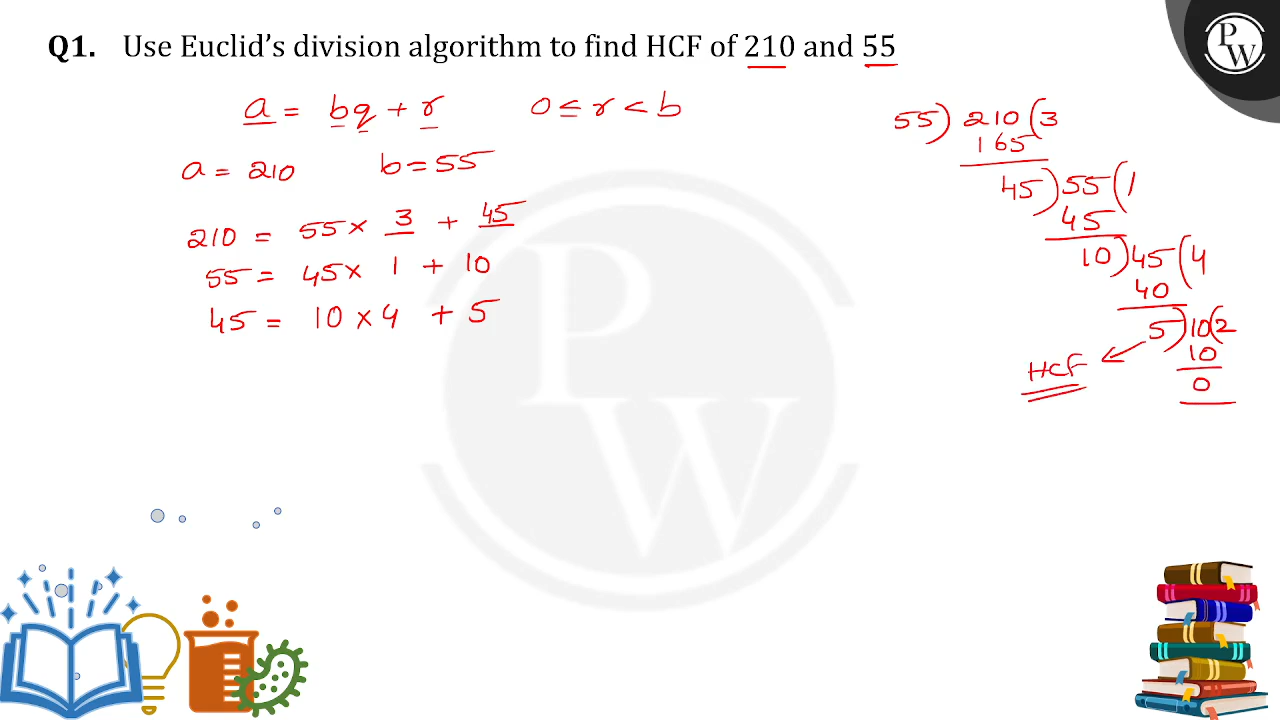 Q1. Use Euclid's division algorithm to find HCF of 210 and 55
a = bq + r 0 ≤ r < b
a = 210 b = 55
210 = 55 × 3 + 45
55 = 45 × 1 + 10
45 = 10 × 4 + 5
55) 210 (3
165
45) 55 (1
45
10) 45 (4
40
5) 10 (2
10
0
HCF
PW
PW